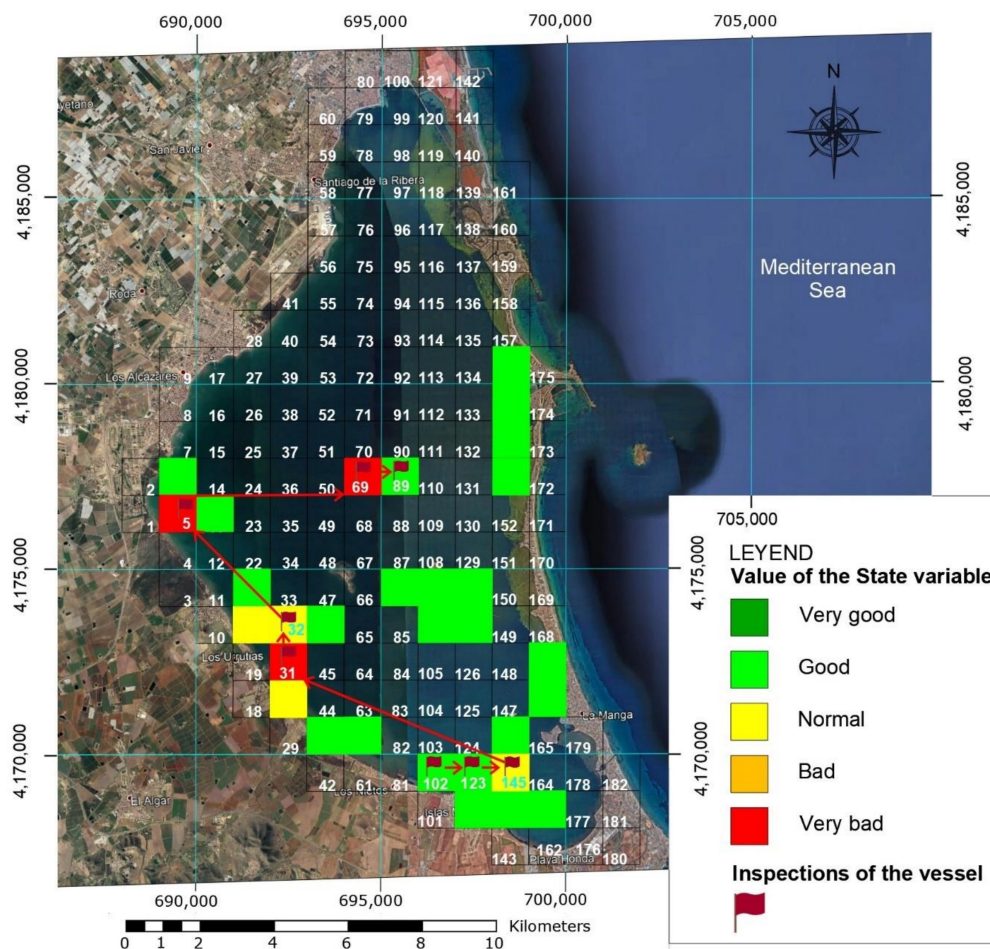 690,000 695,000 700,000 705,000
80 100 121 142
N
yetano
60 79 99 120 141
San Javier
59 78 98 119 140
Santiago de la Ribera
58 77 97 118 139 161
4,185,000 4,185,000
57 76 96 117 138 160
Mediterranean
Sea
56 75 95 116 137 159
Roda
41 55 74 94 115 136 158
28 40 54 73 93 114 135 157
Los Alcázares
9 17 27 39 53 72 92 113 134 175
4,180,000 4,180,000
8 16 26 38 52 71 91 112 133 174
7 15 25 37 51 70 90 111 132 173
2 14 24 36 50 69 89 110 131 172
1 5 23 35 49 68 88 109 130 152 171
705,000
4 12 22 34 48 67 87 108 129 151 170
4,175,000 4,175,000
3 11 33 47 66 150 169
10 32 65 85 149 168
Los Urrutias
19 31 45 64 84 105 126 148
18 44 63 83 104 125 147
La Manga
29 82 103 124 165 179
4,170,000 4,170,000
42 61 81 102 123 145 164 178 182
Los Nietos
El Algar
Islas
101 177 181
143 162 176 180
Playa Honda
690,000 695,000 700,000
0 1 2 4 6 8 10
Kilometers
LEYEND
Value of the State variable
Very good
Good
Normal
Bad
Very bad
Inspections of the vessel